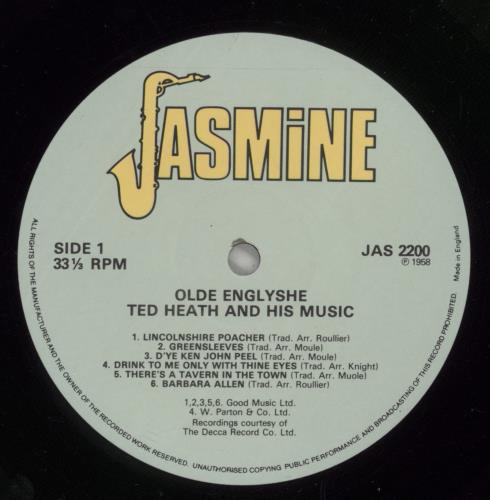 JASMiNE
SIDE 1
33⅓ RPM
JAS 2200
℗ 1958
Made in England
OLDE ENGLYSHE
TED HEATH AND HIS MUSIC
1. LINCOLNSHIRE POACHER (Trad. Arr. Roullier)
2. GREENSLEEVES (Trad. Arr. Moule)
3. D'YE KEN JOHN PEEL (Trad. Arr. Moule)
4. DRINK TO ME ONLY WITH THINE EYES (Trad. Arr. Knight)
5. THERE'S A TAVERN IN THE TOWN (Trad. Arr. Muole)
6. BARBARA ALLEN (Trad. Arr. Roullier)
1,2,3,5,6. Good Music Ltd.
4. W. Parton & Co. Ltd.
Recordings courtesy of
The Decca Record Co. Ltd.
ALL RIGHTS OF THE MANUFACTURER AND THE OWNER OF THE RECORDED WORK RESERVED. UNAUTHORISED COPYING PUBLIC PERFORMANCE AND BROADCASTING OF THIS RECORD PROHIBITED.